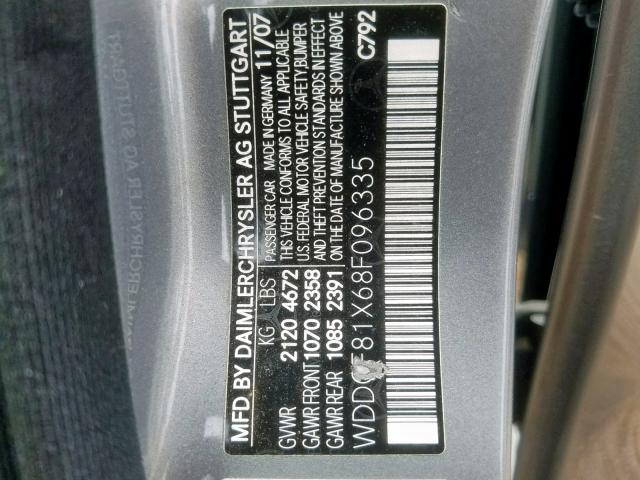 MFD BY DAIMLERCHRYSLER AG STUTTGART
11/07
KG LBS
GVWR 2120 4672
GAWR FRONT 1070 2358
GAWR REAR 1085 2391
PASSENGER CAR MADE IN GERMANY
THIS VEHICLE CONFORMS TO ALL APPLICABLE
U.S. FEDERAL MOTOR VEHICLE SAFETY,BUMPER
AND THEFT PREVENTION STANDARDS IN EFFECT
ON THE DATE OF MANUFACTURE SHOWN ABOVE
WDDGF81X68F096335
C792